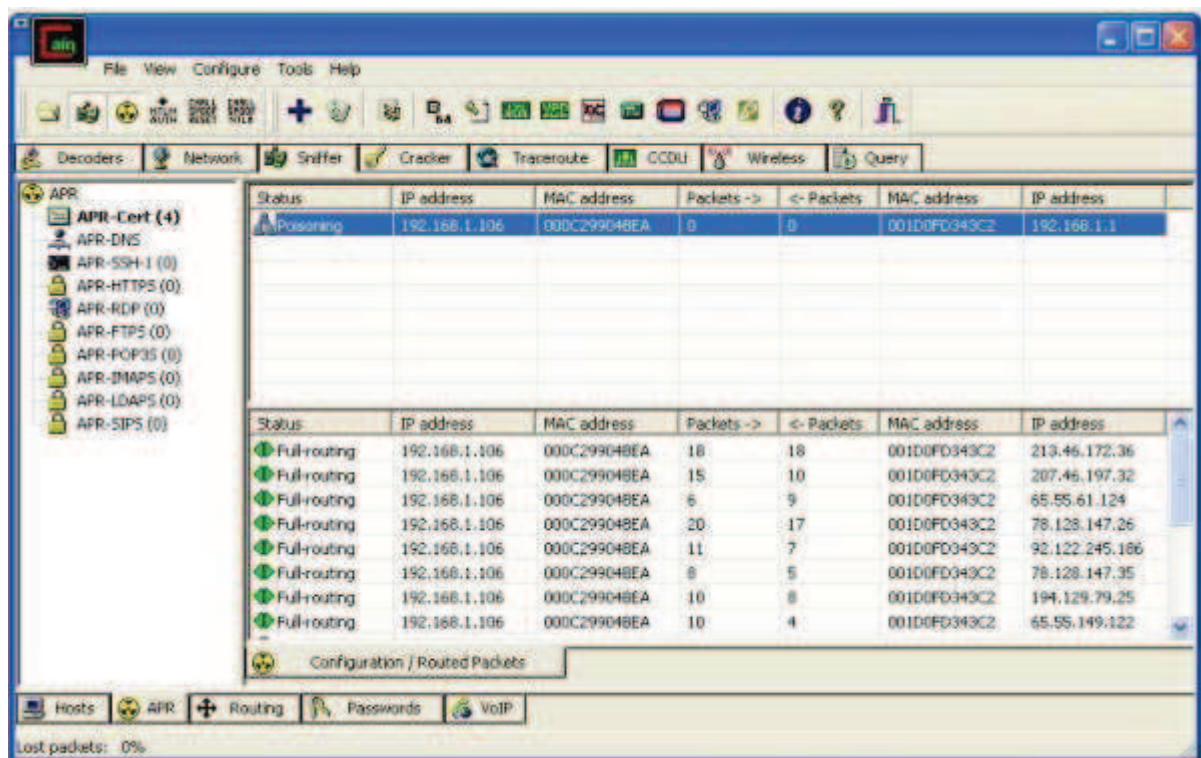 Cain
File View Configure Tools Help
Decoders Network Sniffer Cracker Traceroute CCDU Wireless Query
APR
APR-Cert (4)
APR-DNS
APR-SSH-1 (0)
APR-HTTPS (0)
APR-RDP (0)
APR-FTPS (0)
APR-POP3S (0)
APR-IMAPS (0)
APR-LDAPS (0)
APR-SIPS (0)
Status IP address MAC address Packets -> <- Packets MAC address IP address
Poisoning 192.168.1.106 000C299048EA 0 0 001D0FD343C2 192.168.1.1
Status IP address MAC address Packets -> <- Packets MAC address IP address
Full-routing 192.168.1.106 000C299048EA 18 18 001D0FD343C2 213.46.172.36
Full-routing 192.168.1.106 000C299048EA 15 10 001D0FD343C2 207.46.197.32
Full-routing 192.168.1.106 000C299048EA 6 9 001D0FD343C2 65.55.61.124
Full-routing 192.168.1.106 000C299048EA 20 17 001D0FD343C2 78.128.147.26
Full-routing 192.168.1.106 000C299048EA 11 7 001D0FD343C2 92.122.245.186
Full-routing 192.168.1.106 000C299048EA 8 5 001D0FD343C2 78.128.147.35
Full-routing 192.168.1.106 000C299048EA 10 8 001D0FD343C2 194.129.79.25
Full-routing 192.168.1.106 000C299048EA 10 4 001D0FD343C2 65.55.149.122
Configuration / Routed Packets
Hosts APR Routing Passwords VoIP
Lost packets: 0%